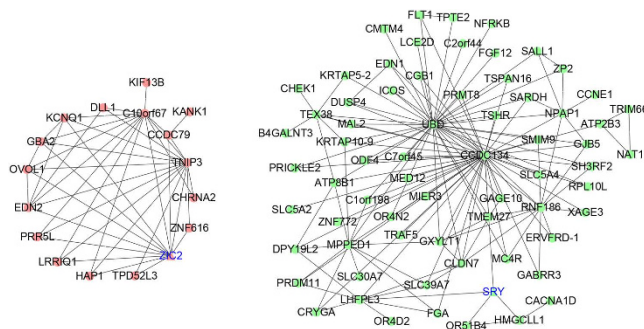 KIF13B
DLL1
C10orf67
KANK1
KCNQ1
CCDC79
GBA2
TNIP3
OVOL1
CHRNA2
EDN2
ZNF616
PRR5L
ZIC2
LRRIQ1
HAP1
TPD52L3
FLT1
TPTE2
NFRKB
CMTM4
LCE2D
C2orf44
SALL1
EDN1
FGF12
ZP2
KRTAP5-2
CGB1
TSPAN16
CHEK1
ICOS
SARDH
CCNE1
TEX38
DUSP4
PRMT8
NPAP1
TRIM66
MAL2
UBD
TSHR
ATP2B3
B4GALNT3
KRTAP10-9
SMIM9
GJB5
NAT1
ODF4
C7orf45
CCDC134
SH3RF2
PRICKLE2
MED12
SLC5A4
RPL10L
ATP8B1
C1orf198
MIER3
GAGE10
RNF186
XAGE3
SLC5A2
OR4N2
TMEM27
ZNF772
TRAF5
ERVFRD-1
DPY19L2
MPPED1
GXYLT1
MC4R
SLC30A7
CLDN7
GABRR3
PRDM11
SLC39A7
SRY
LHFPL3
CACNA1D
CRYGA
FGA
HMGCLL1
OR4D2
OR51B4